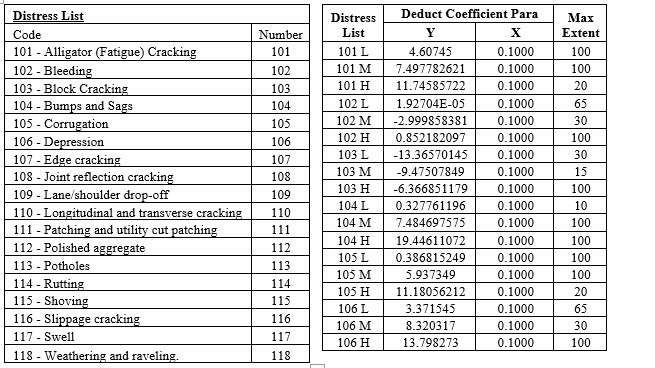 Distress List
Code Number
101 - Alligator (Fatigue) Cracking 101
102 - Bleeding 102
103 - Block Cracking 103
104 - Bumps and Sags 104
105 - Corrugation 105
106 - Depression 106
107 - Edge cracking 107
108 - Joint reflection cracking 108
109 - Lane/shoulder drop-off 109
110 - Longitudinal and transverse cracking 110
111 - Patching and utility cut patching 111
112 - Polished aggregate 112
113 - Potholes 113
114 - Rutting 114
115 - Shoving 115
116 - Slippage cracking 116
117 - Swell 117
118 - Weathering and raveling. 118
Distress List Deduct Coefficient Para Max Extent
Y X
101 L 4.60745 0.1000 100
101 M 7.497782621 0.1000 100
101 H 11.74585722 0.1000 20
102 L 1.92704E-05 0.1000 65
102 M -2.999858381 0.1000 30
102 H 0.852182097 0.1000 100
103 L -13.36570145 0.1000 30
103 M -9.47507849 0.1000 15
103 H -6.366851179 0.1000 100
104 L 0.327761196 0.1000 10
104 M 7.484697575 0.1000 100
104 H 19.44611072 0.1000 100
105 L 0.386815249 0.1000 100
105 M 5.937349 0.1000 100
105 H 11.18056212 0.1000 20
106 L 3.371545 0.1000 65
106 M 8.320317 0.1000 30
106 H 13.798273 0.1000 100